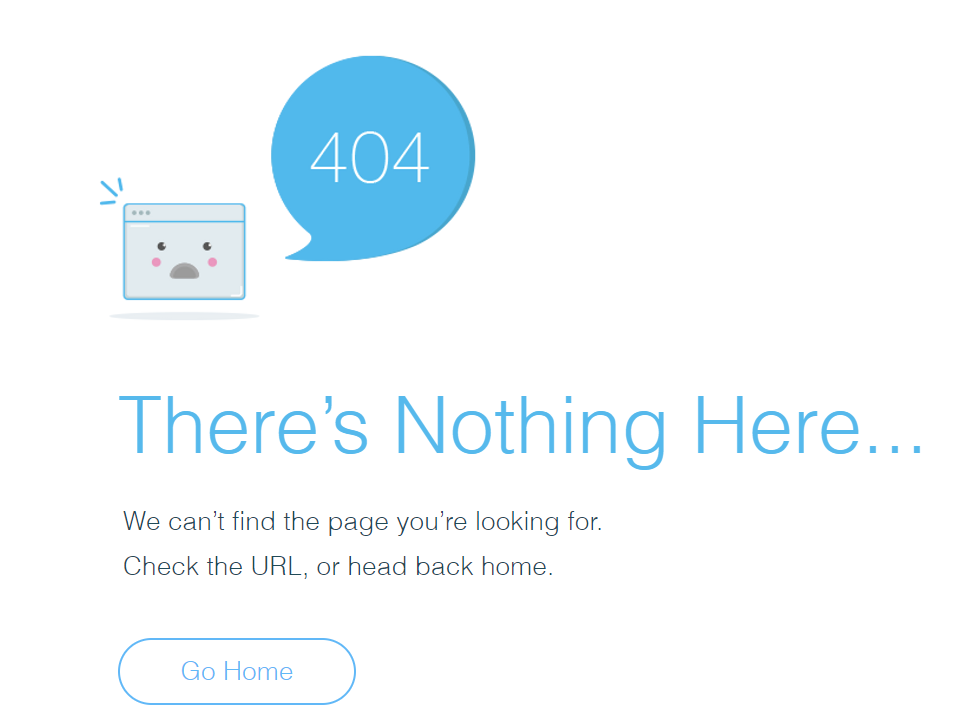 404
There’s Nothing Here...
We can’t find the page you’re looking for.
Check the URL, or head back home.
Go Home